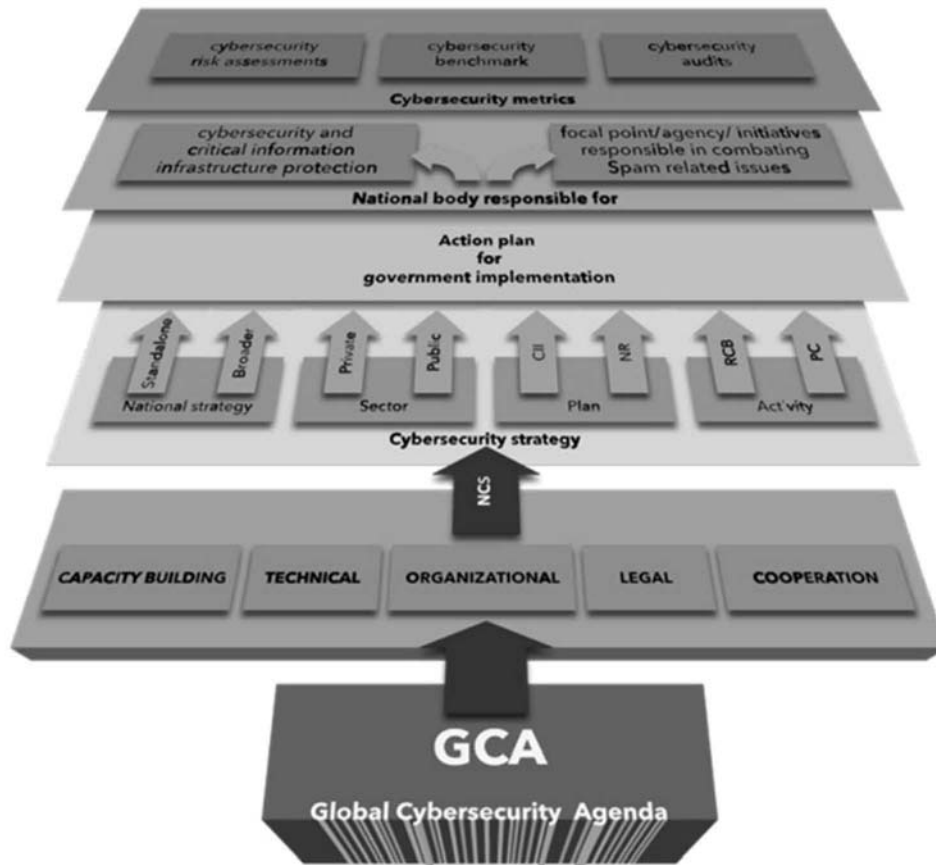 cybersecurity
risk assessments
cybersecurity
benchmark
cybersecurity
audits
Cybersecurity metrics
cybersecurity and
critical information
infrastructure protection
focal point/agency/ initiatives
responsible in combating
Spam related issues
National body responsible for
Action plan
for
government implementation
Standalone
Broader
Private
Public
CII
NR
RCB
PC
National strategy
Sector
Plan
Act'vity
Cybersecurity strategy
NCS
CAPACITY BUILDING
TECHNICAL
ORGANIZATIONAL
LEGAL
COOPERATION
GCA
Global Cybersecurity Agenda